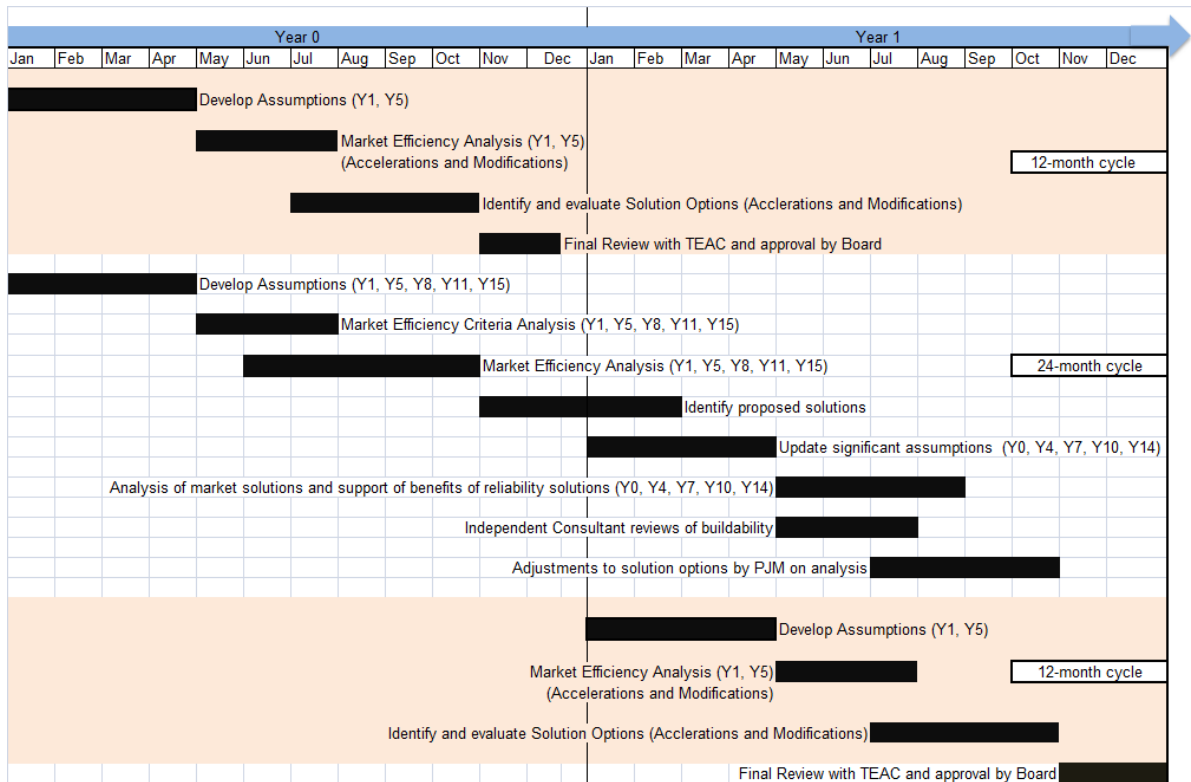 Year 0 Year 1
Jan Feb Mar Apr May Jun Jul Aug Sep Oct Nov Dec Jan Feb Mar Apr May Jun Jul Aug Sep Oct Nov Dec
Develop Assumptions (Y1, Y5)
Market Efficiency Analysis (Y1, Y5)
(Accelerations and Modifications)
12-month cycle
Identify and evaluate Solution Options (Acclerations and Modifications)
Final Review with TEAC and approval by Board
Develop Assumptions (Y1, Y5, Y8, Y11, Y15)
Market Efficiency Criteria Analysis (Y1, Y5, Y8, Y11, Y15)
Market Efficiency Analysis (Y1, Y5, Y8, Y11, Y15)
24-month cycle
Identify proposed solutions
Update significant assumptions (Y0, Y4, Y7, Y10, Y14)
Analysis of market solutions and support of benefits of reliability solutions (Y0, Y4, Y7, Y10, Y14)
Independent Consultant reviews of buildability
Adjustments to solution options by PJM on analysis
Develop Assumptions (Y1, Y5)
Market Efficiency Analysis (Y1, Y5)
(Accelerations and Modifications)
12-month cycle
Identify and evaluate Solution Options (Acclerations and Modifications)
Final Review with TEAC and approval by Board